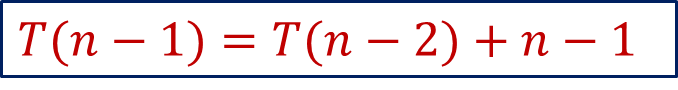 T(n − 1) = T(n − 2) + n − 1